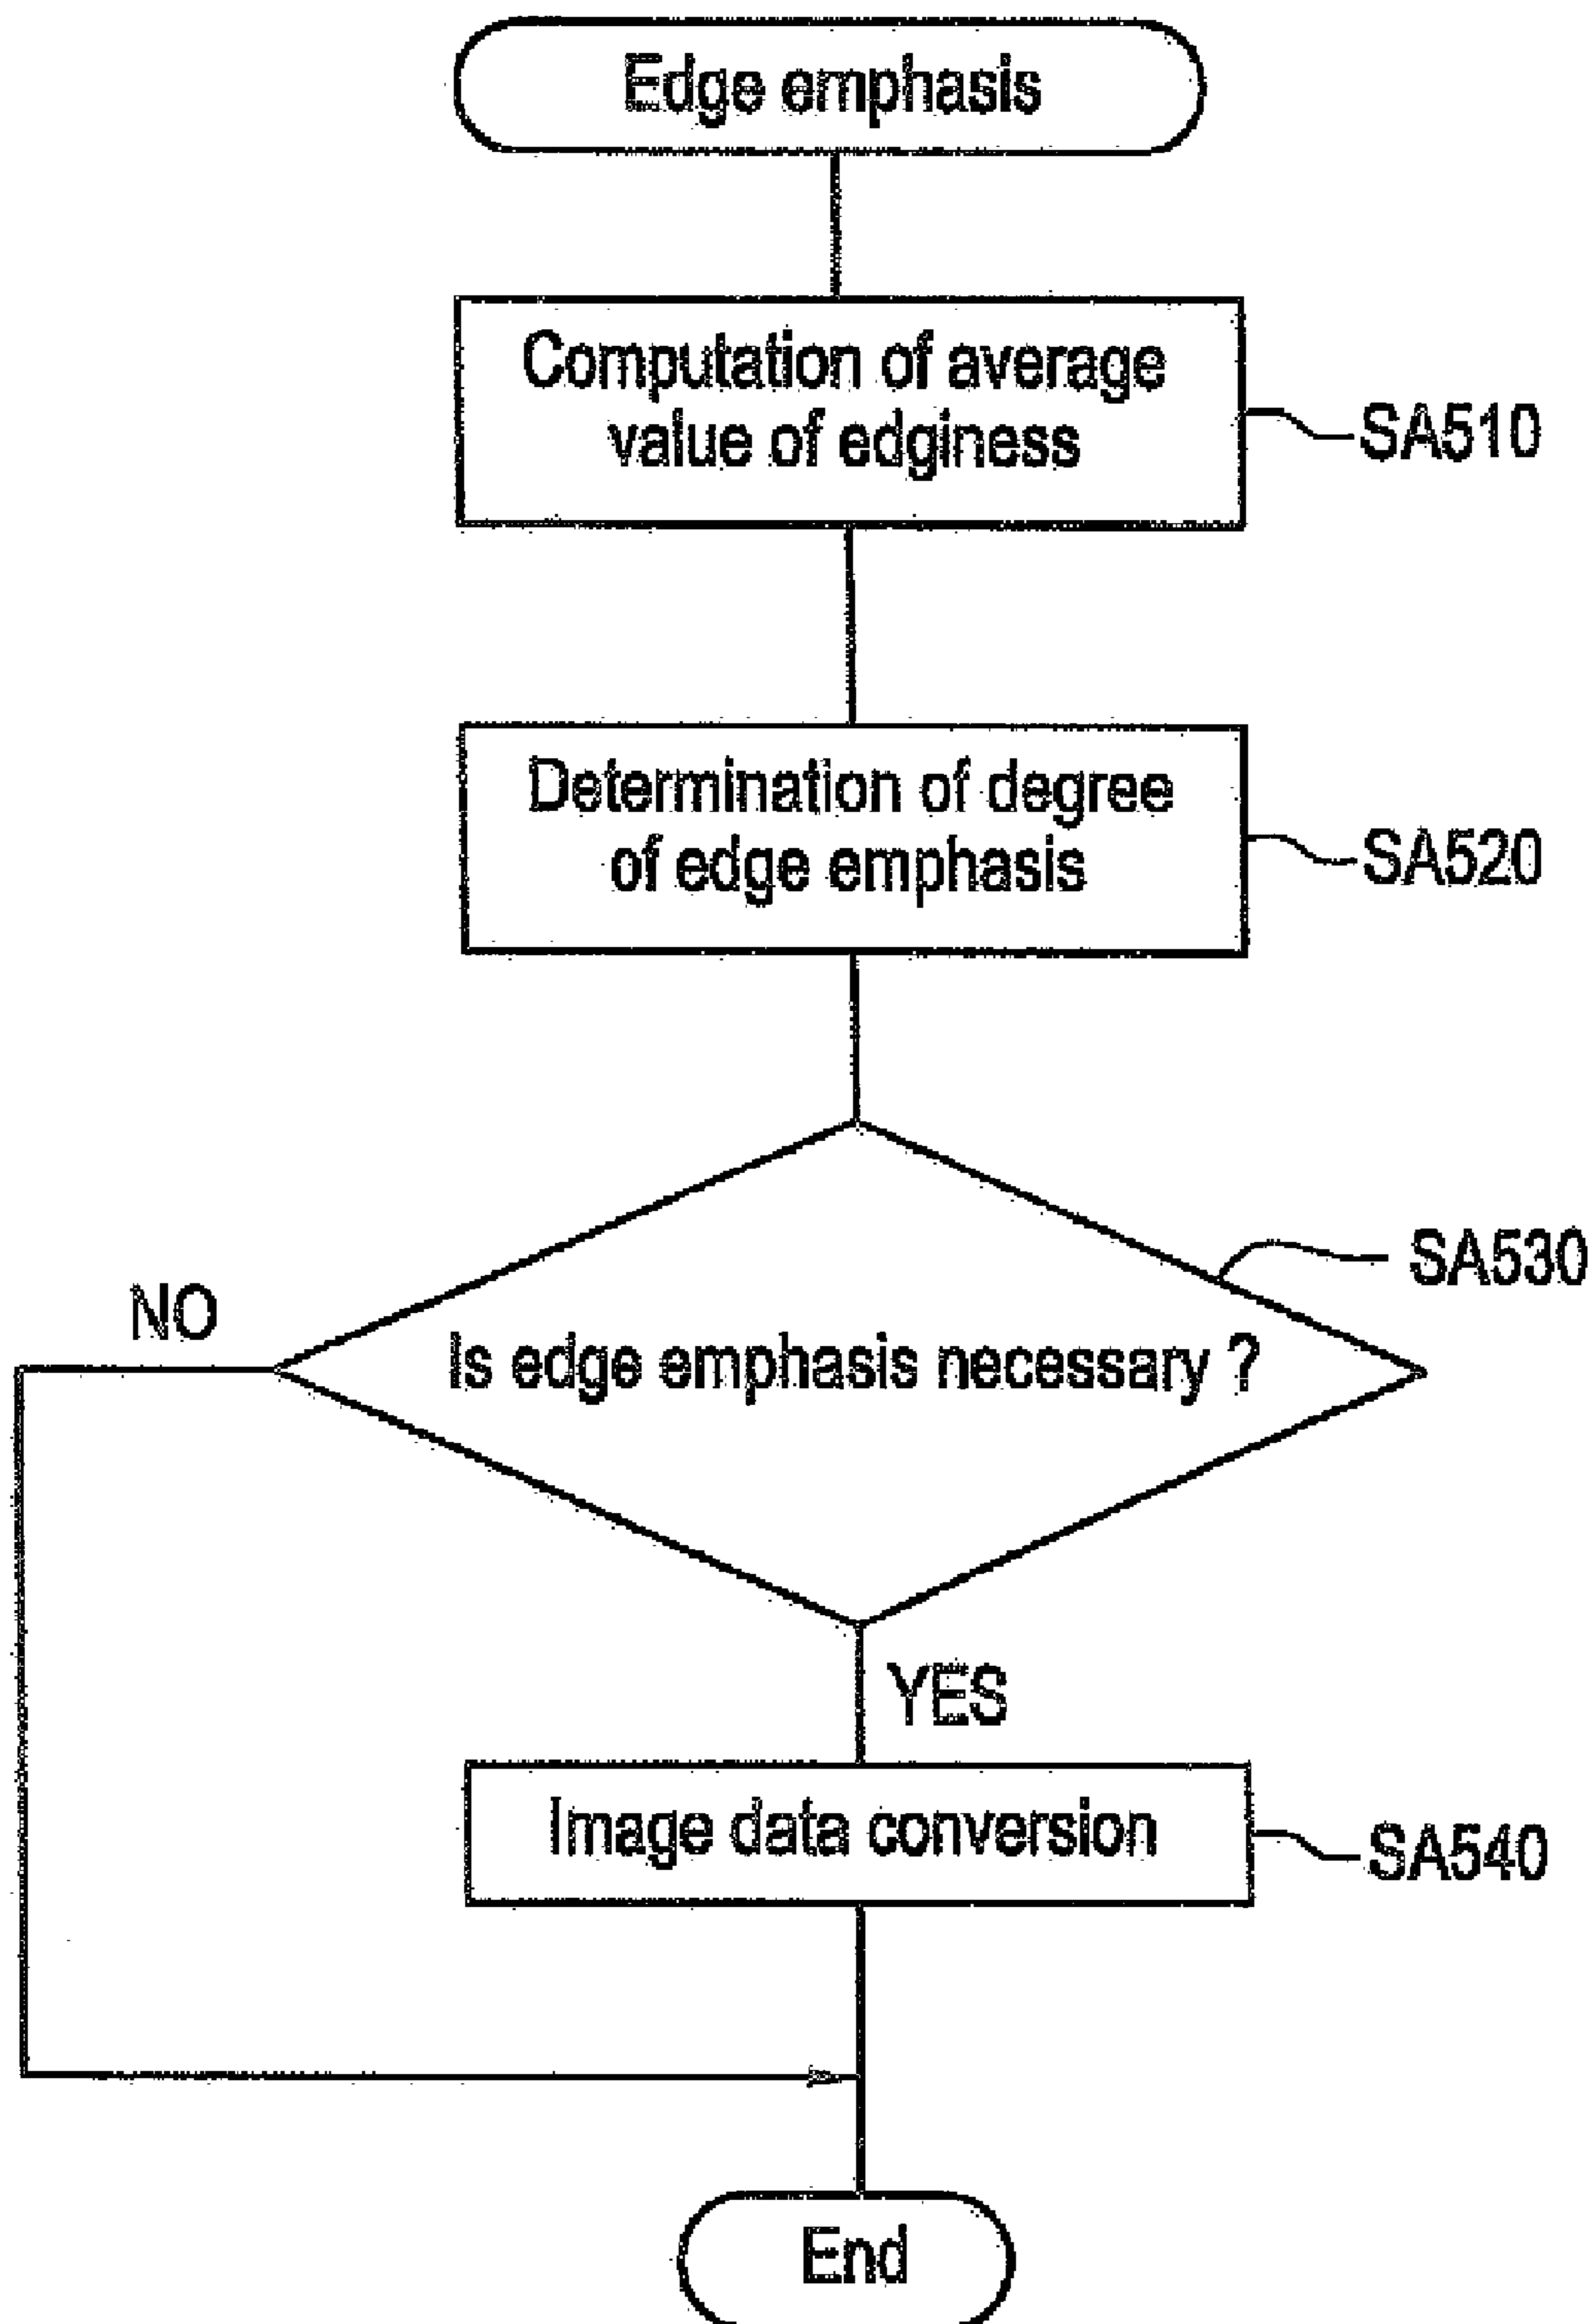 Edge emphasis
Computation of average
value of edginess
SA510
Determination of degree
of edge emphasis
SA520
SA530
NO
Is edge emphasis necessary ?
YES
Image data conversion
SA540
End